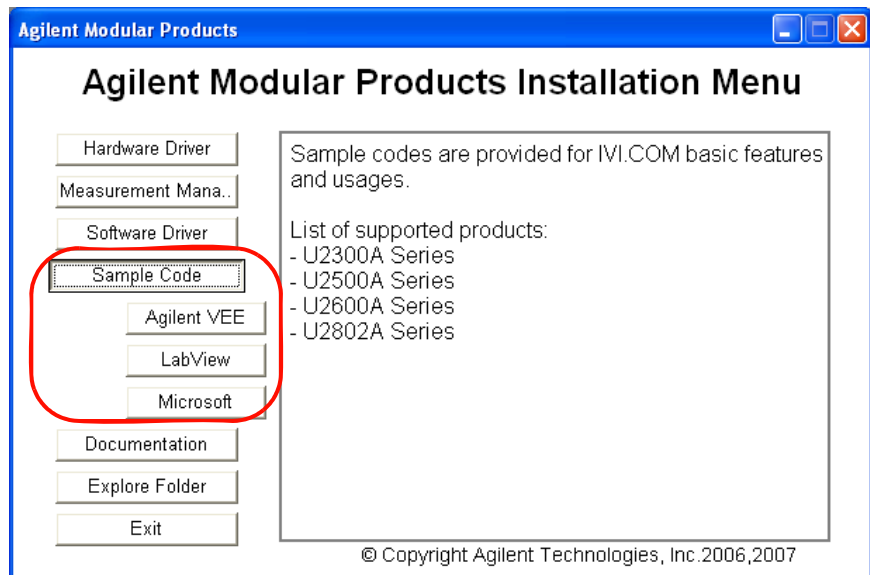 Agilent Modular Products
Agilent Modular Products Installation Menu
Hardware Driver
Measurement Mana..
Software Driver
Sample Code
Agilent VEE
LabView
Microsoft
Documentation
Explore Folder
Exit
Sample codes are provided for IVI.COM basic features
and usages.
List of supported products:
- U2300A Series
- U2500A Series
- U2600A Series
- U2802A Series
© Copyright Agilent Technologies, Inc.2006,2007